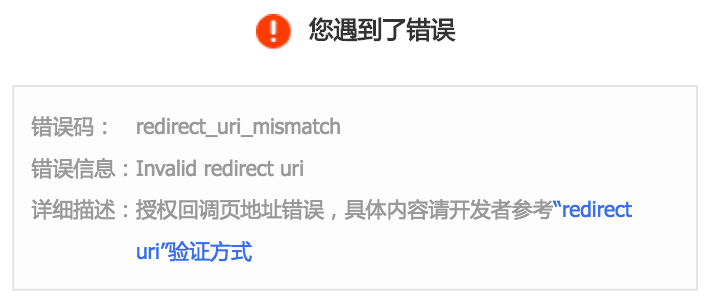 您遇到了错误
错误码： redirect_uri_mismatch
错误信息：Invalid redirect uri
详细描述：授权回调页地址错误，具体内容请开发者参考“redirect
uri”验证方式